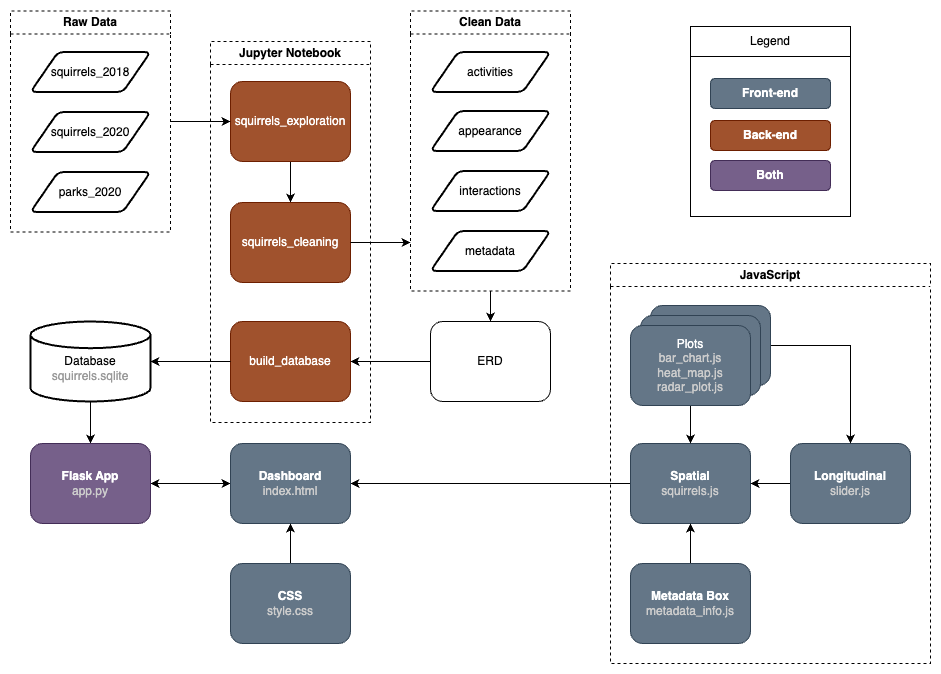 Raw Data
squirrels_2018
squirrels_2020
parks_2020
Jupyter Notebook
squirrels_exploration
squirrels_cleaning
build_database
Clean Data
activities
appearance
interactions
metadata
ERD
Legend
Front-end
Back-end
Both
Database
squirrels.sqlite
Flask App
app.py
Dashboard
index.html
CSS
style.css
JavaScript
Plots
bar_chart.js
heat_map.js
radar_plot.js
Spatial
squirrels.js
Longitudinal
slider.js
Metadata Box
metadata_info.js